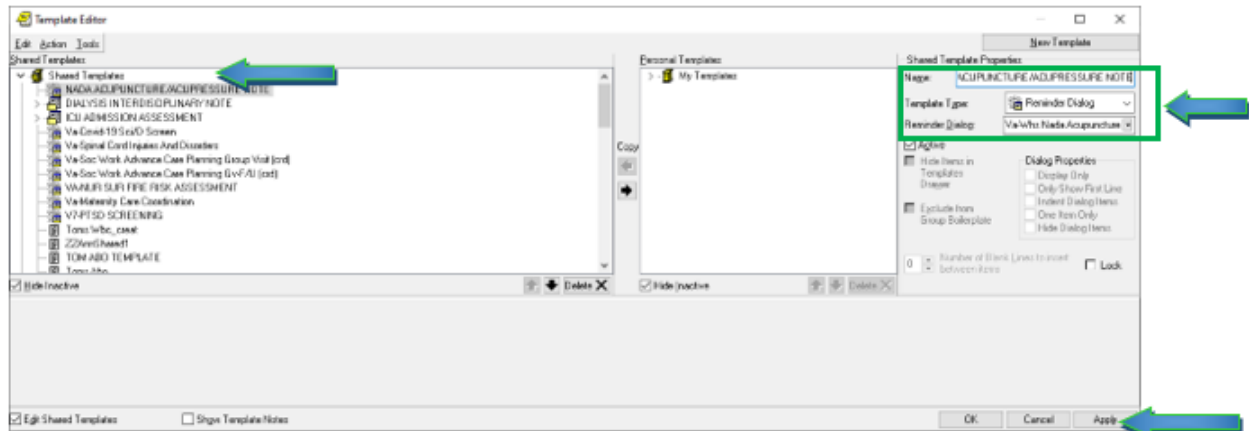 Template Editor
Edit Action Tools
New Template
Shared Templates
Shared Templates
NADA ACUPUNCTURE/ACUPRESSURE NOTE
DIALYSIS INTERDISCIPLINARY NOTE
ICU ADMISSION ASSESSMENT
Va-Covid-19 Sci/D Screen
Va-Spinal Cord Injuries And Disorders
Va-Soc Work Advance Care Planning Group Visit (crd)
Va-Soc Work Advance Care Planning Gv-F/U (crd)
VA-NUR SUR FIRE RISK ASSESSMENT
Va-Maternity Care Coordination
V7-PTSD SCREENING
TOM ABO TEMPLATE
Hide Inactive
Delete
Copy
Personal Templates
My Templates
Hide Inactive
Delete
Shared Template Properties
Name: ACUPUNCTURE/ACUPRESSURE NOTE
Template Type: Reminder Dialog
Reminder Dialog: Va-Whs Nada Acupuncture
Active
Hide Items in
Templates
Drawer
Exclude from
Group Boilerplate
Dialog Properties
Display Only
Only Show First Line
Indent Dialog Items
One Item Only
Hide Dialog Items
0 Number of Blank Lines to insert
between items
Lock
Edit Shared Templates
Show Template Notes
OK Cancel Apply